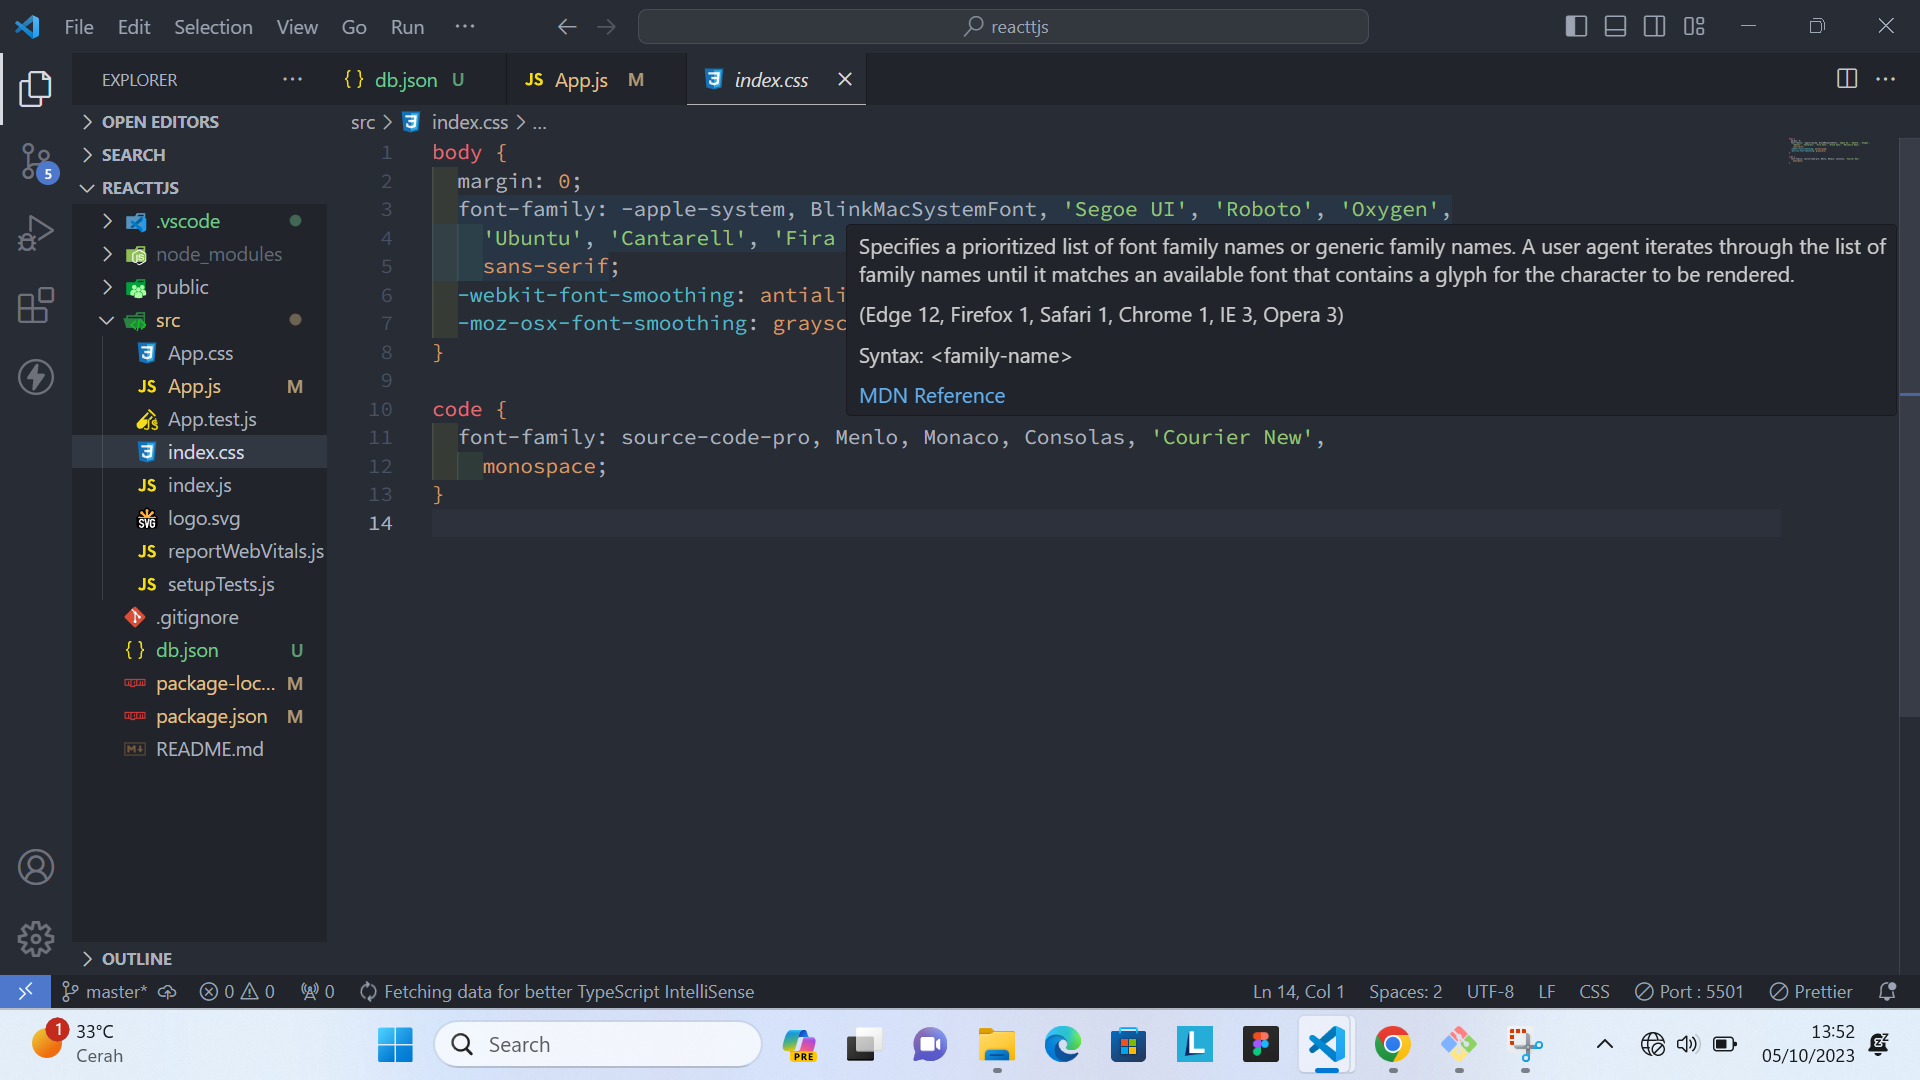 File Edit Selection View Go Run ...
reacttjs
EXPLORER ...
{} db.json U
JS App.js M
index.css
OPEN EDITORS
SEARCH
REACTTJS
.vscode
node_modules
public
src
App.css
JS App.js M
App.test.js
index.css
JS index.js
SVG logo.svg
JS reportWebVitals.js
JS setupTests.js
.gitignore
{} db.json U
package-loc... M
package.json M
README.md
OUTLINE
src > index.css > ...
1 body {
2 margin: 0;
3 font-family: -apple-system, BlinkMacSystemFont, 'Segoe UI', 'Roboto', 'Oxygen',
4 'Ubuntu', 'Cantarell', 'Fira
5 sans-serif;
6 -webkit-font-smoothing: antiali
7 -moz-osx-font-smoothing: graysc
8 }
9
10 code {
11 font-family: source-code-pro, Menlo, Monaco, Consolas, 'Courier New',
12 monospace;
13 }
14
Specifies a prioritized list of font family names or generic family names. A user agent iterates through the list of
family names until it matches an available font that contains a glyph for the character to be rendered.
(Edge 12, Firefox 1, Safari 1, Chrome 1, IE 3, Opera 3)
Syntax: <family-name>
MDN Reference
5
master* 0 0 0 Fetching data for better TypeScript IntelliSense
Ln 14, Col 1 Spaces: 2 UTF-8 LF CSS Port : 5501 Prettier
1 33°C
Cerah
Search
PRE
L
13:52
05/10/2023